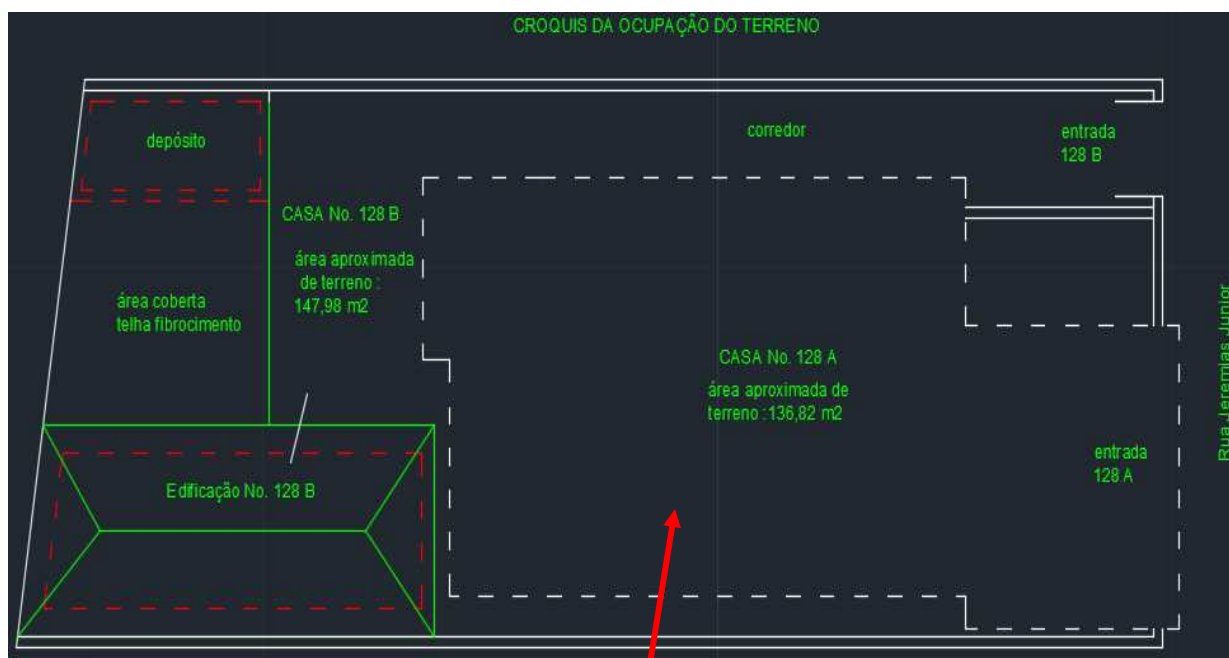 CROQUIS DA OCUPAÇÃO DO TERRENO
depósito
corredor
entrada
128 B
CASA No. 128 B
área aproximada
de terreno :
147,98 m2
área coberta
telha fibrocimento
CASA No. 128 A
área aproximada de
terreno :136,82 m2
entrada
128 A
Rua Jeremias Junior
Edificação No. 128 B